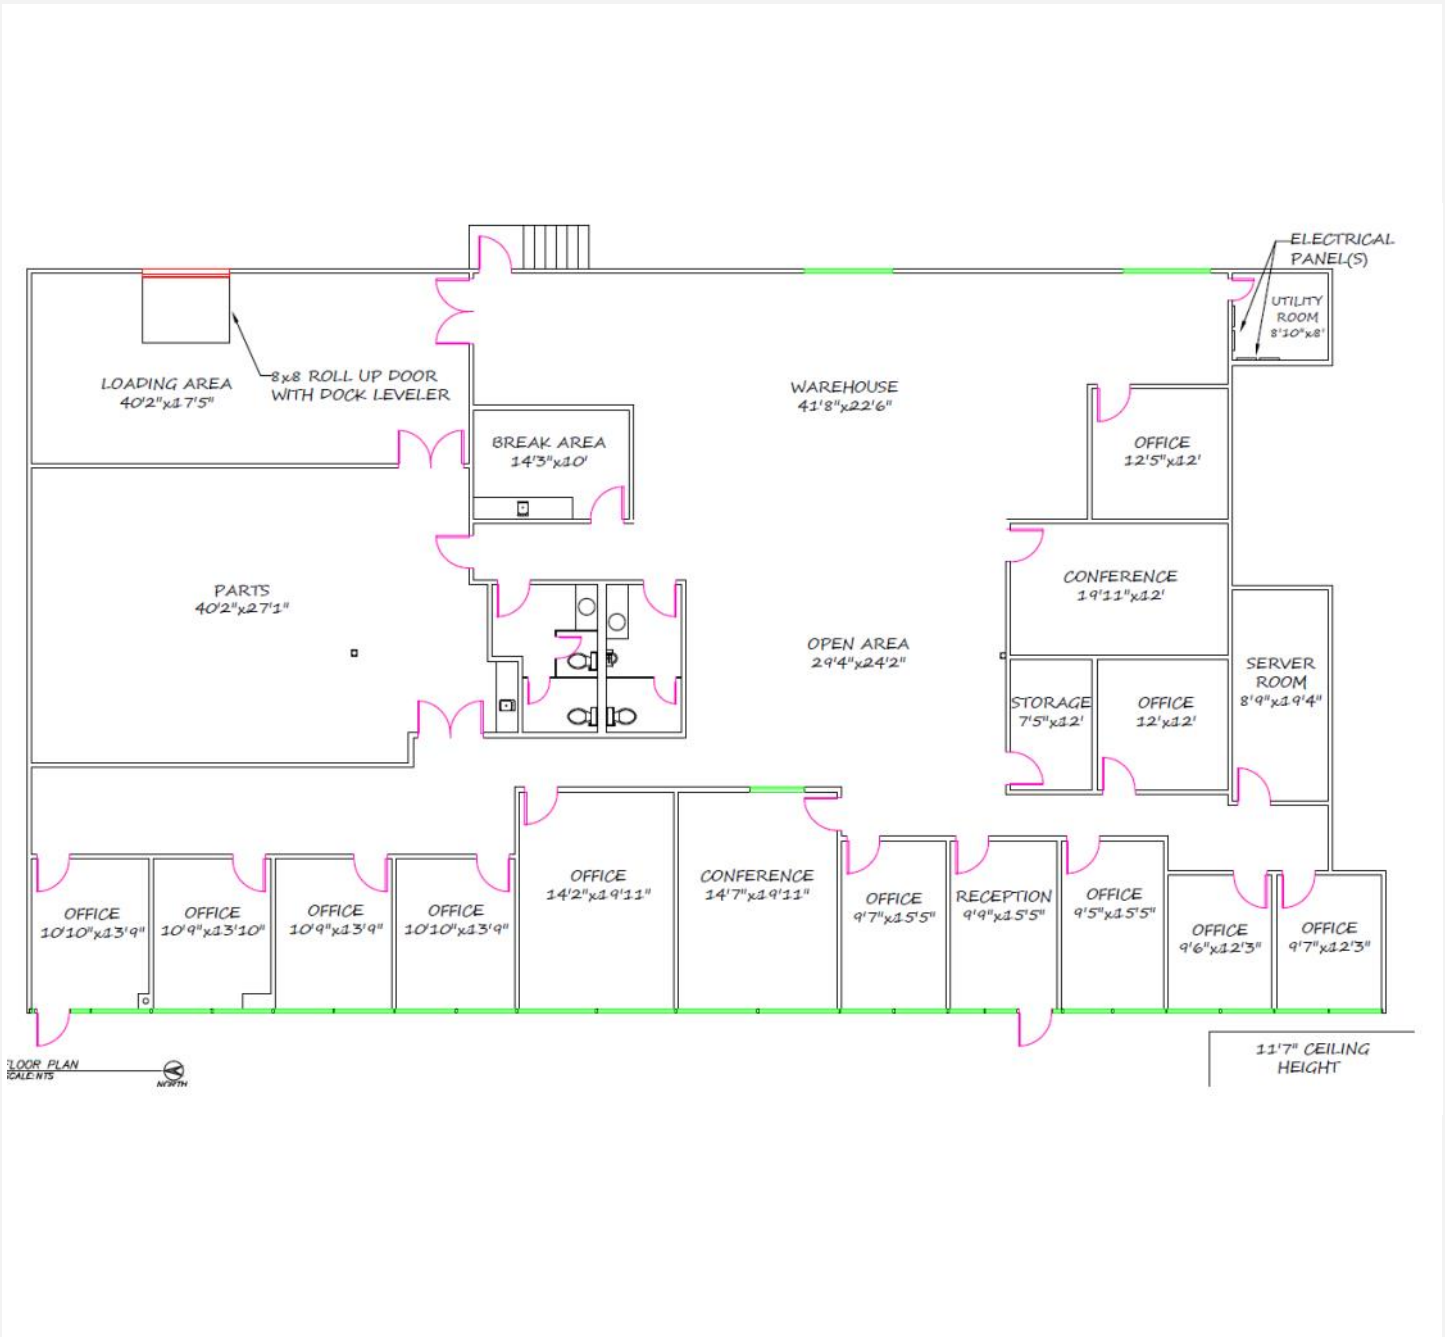 ELECTRICAL
PANEL(S)
UTILITY
ROOM
8'10"x8'
8x8 ROLL UP DOOR
WITH DOCK LEVELER
LOADING AREA
40'2"x17'5"
WAREHOUSE
41'8"x22'6"
BREAK AREA
14'3"x10'
OFFICE
12'5"x12'
PARTS
40'2"x27'1"
CONFERENCE
19'11"x12'
OPEN AREA
29'4"x24'2"
SERVER
ROOM
8'9"x19'4"
STORAGE
7'5"x12'
OFFICE
12'x12'
OFFICE
14'2"x19'11"
CONFERENCE
14'7"x19'11"
OFFICE
10'10"x13'9"
OFFICE
10'9"x13'10"
OFFICE
10'9"x13'9"
OFFICE
10'10"x13'9"
OFFICE
9'7"x15'5"
RECEPTION
9'9"x15'5"
OFFICE
9'5"x15'5"
OFFICE
9'6"x12'3"
OFFICE
9'7"x12'3"
FLOOR PLAN
SCALE:NTS
NORTH
11'7" CEILING
HEIGHT